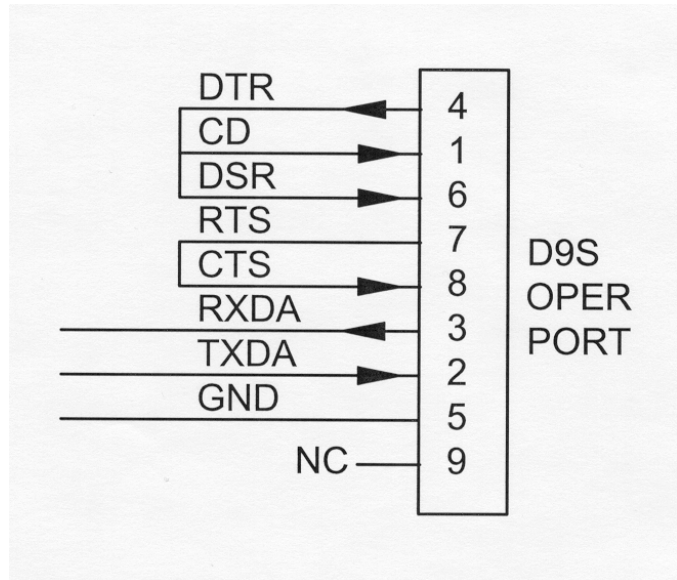 DTR
4
CD
1
DSR
6
RTS
7
CTS
8
RXDA
3
TXDA
2
GND
5
NC
9
D9S
OPER
PORT